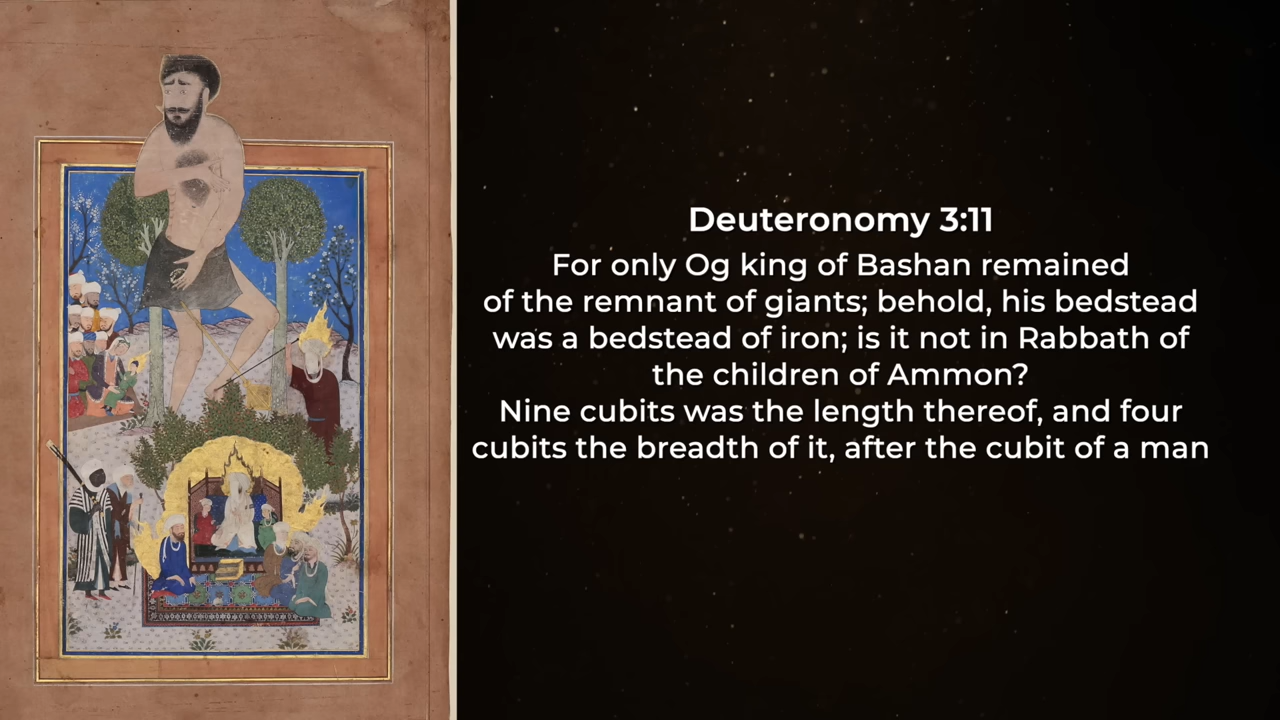 Deuteronomy 3:11
For only Og king of Bashan remained
of the remnant of giants; behold, his bedstead
was a bedstead of iron; is it not in Rabbath of
the children of Ammon?
Nine cubits was the length thereof, and four
cubits the breadth of it, after the cubit of a man